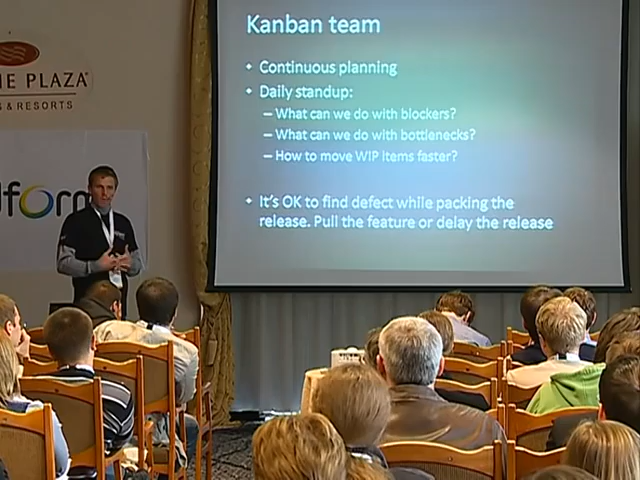 Kanban team
• Continuous planning
• Daily standup:
– What can we do with blockers?
– What can we do with bottlenecks?
– How to move WIP items faster?
• It's OK to find defect while packing the
release. Pull the feature or delay the release
NE PLAZA®
S & RESORTS
dform